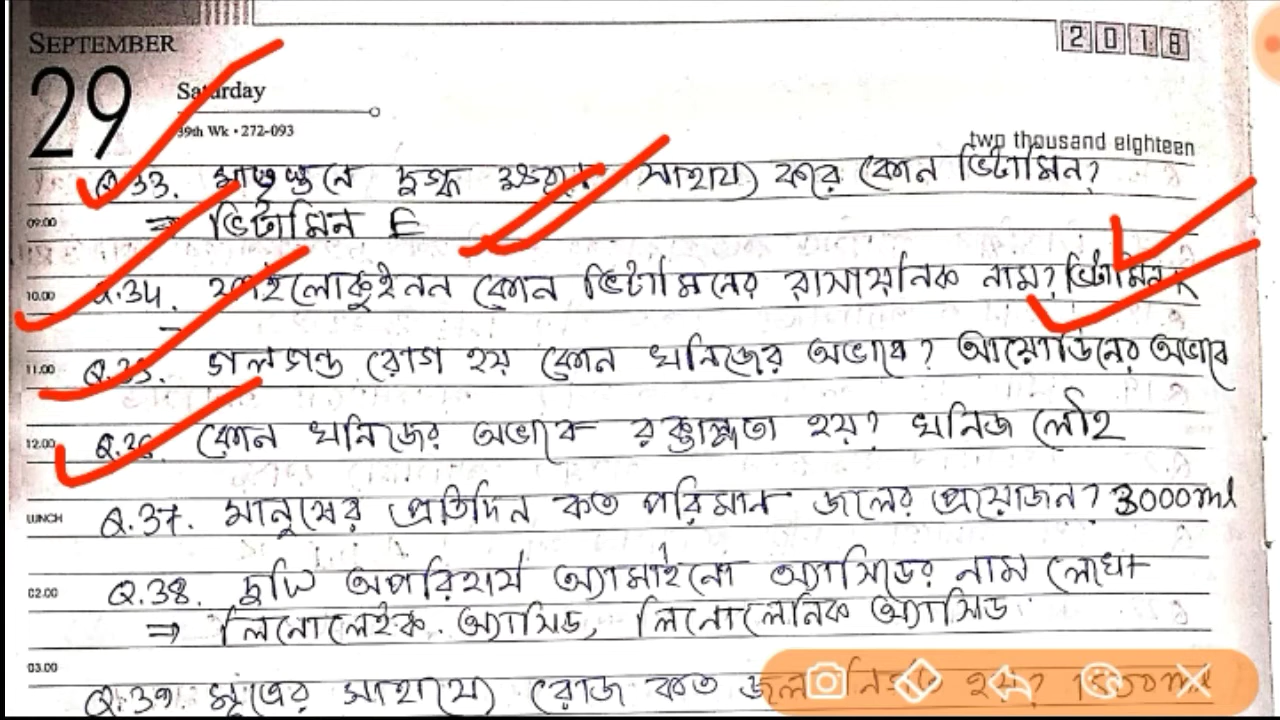 SEPTEMBER
2018
29
Saturday
39th Wk • 272-093
two thousand eighteen
Q.33. মাতৃস্তনে দুগ্ধ ক্ষরণে সাহায্য করে কোন ভিটামিন?
09.00
⇒ ভিটামিন E
10.00 Q.34. ফাইলোকুইনন কোন ভিটামিনের রাসায়নিক নাম? ভিটামিন K
11.00 Q.35. গলগন্ড রোগ হয় কোন খনিজের অভাবে? আয়োডিনের অভাবে
12.00 Q.36. কোন খনিজের অভাবে রক্তাল্পতা হয়? খনিজ লৌহ
LUNCH Q.37. মানুষের প্রতিদিন কত পরিমান জলের প্রয়োজন? 3000ml
02.00 Q.38. দুটি অপরিহার্য অ্যামাইনো অ্যাসিডের নাম লেখো
⇒ লিনোলেইক অ্যাসিড, লিনোলেনিক অ্যাসিড
03.00
Q.39. মূত্রের সাহায্যে রোজ কত জল হয়? 1500ml